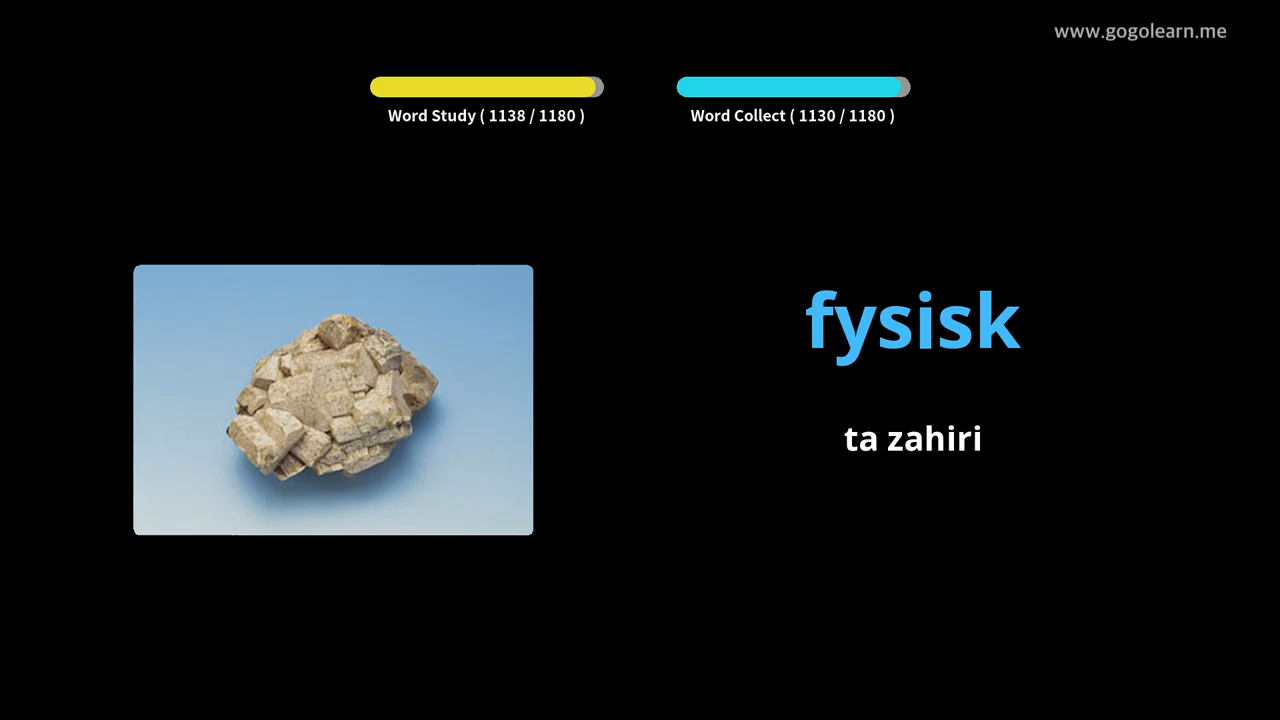 www.gogolearn.me
Word Study ( 1138 / 1180 )
Word Collect ( 1130 / 1180 )
fysisk
ta zahiri